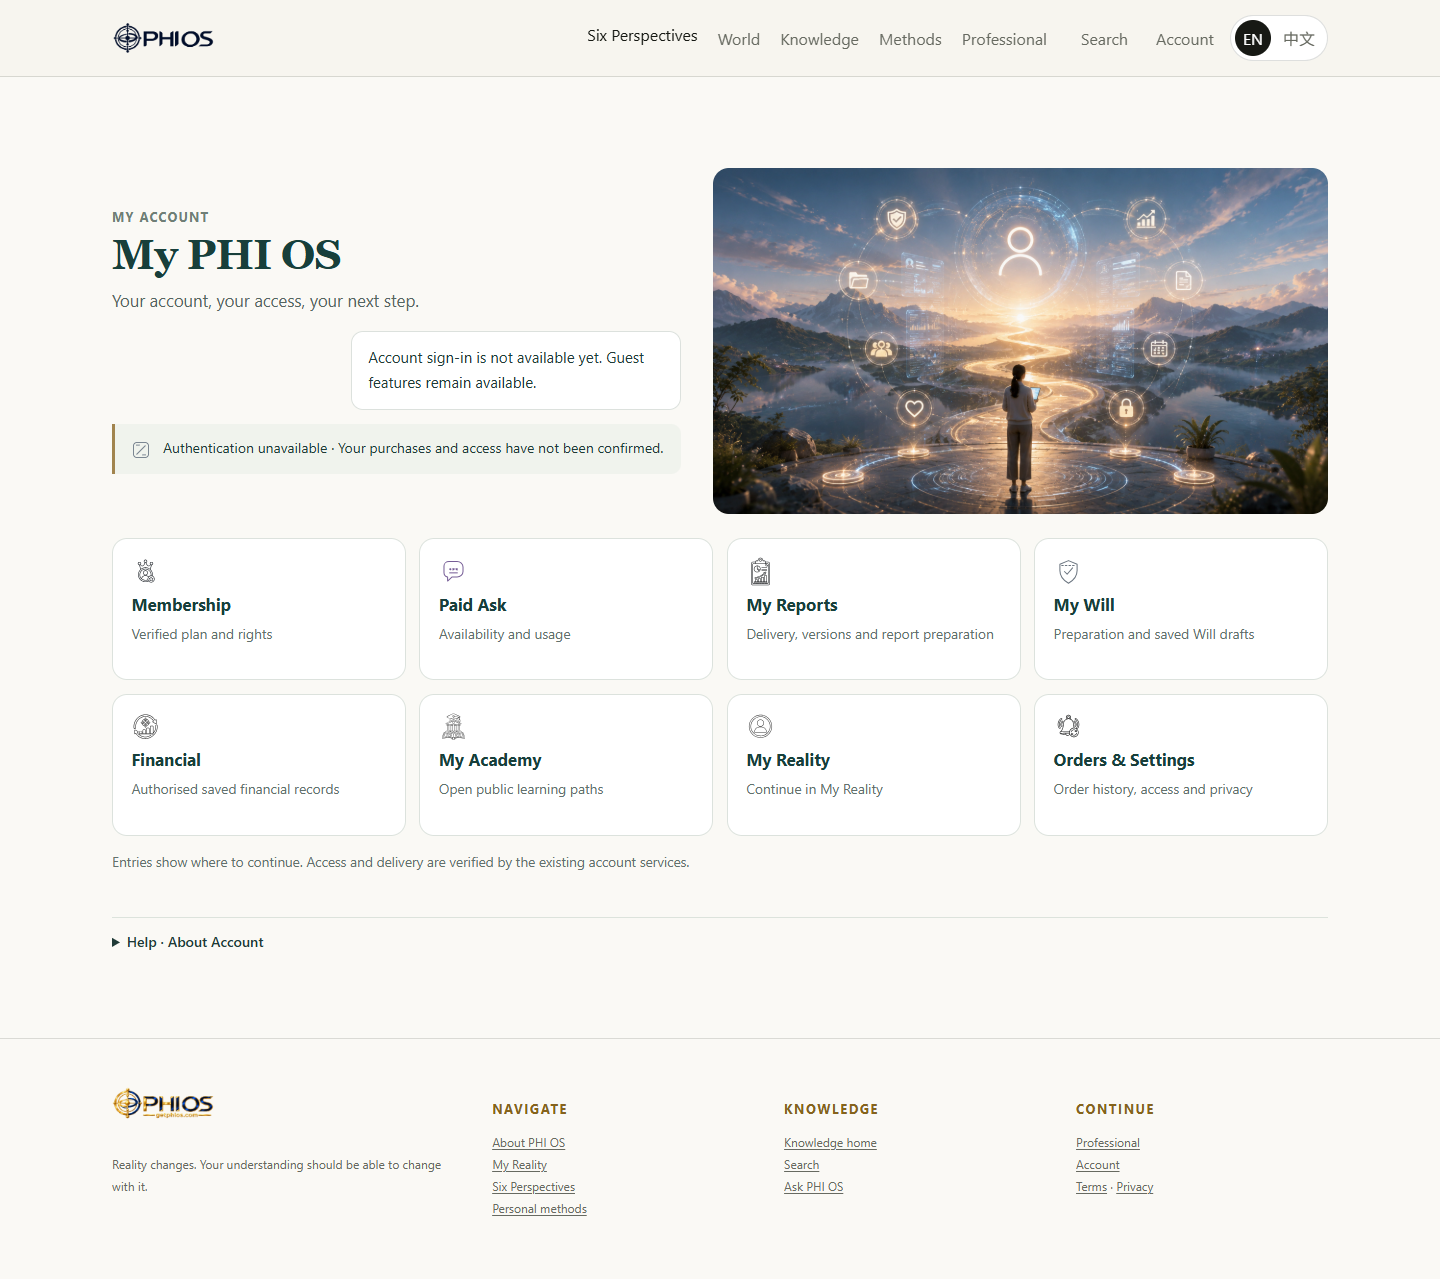 PHIOS
Six Perspectives
World
Knowledge
Methods
Professional
Search
Account
EN
中文
MY ACCOUNT
My PHI OS
Your account, your access, your next step.
Account sign-in is not available yet. Guest
features remain available.
Authentication unavailable · Your purchases and access have not been confirmed.
Membership
Verified plan and rights
Paid Ask
Availability and usage
My Reports
Delivery, versions and report preparation
My Will
Preparation and saved Will drafts
Financial
Authorised saved financial records
My Academy
Open public learning paths
My Reality
Continue in My Reality
Orders & Settings
Order history, access and privacy
Entries show where to continue. Access and delivery are verified by the existing account services.
Help · About Account
PHIOS
getphios.com
Reality changes. Your understanding should be able to change
with it.
NAVIGATE
About PHI OS
My Reality
Six Perspectives
Personal methods
KNOWLEDGE
Knowledge home
Search
Ask PHI OS
CONTINUE
Professional
Account
Terms · Privacy